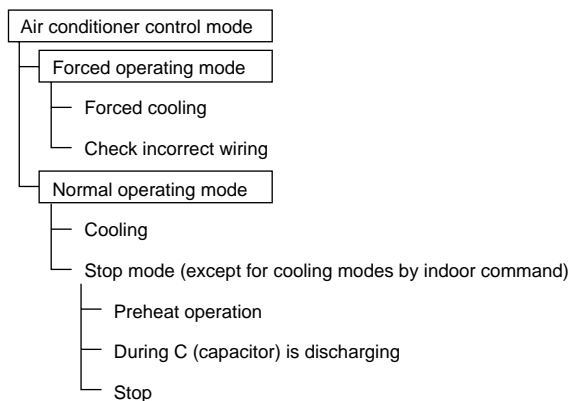 Air conditioner control mode
Forced operating mode
Forced cooling
Check incorrect wiring
Normal operating mode
Cooling
Stop mode (except for cooling modes by indoor command)
Preheat operation
During C (capacitor) is discharging
Stop